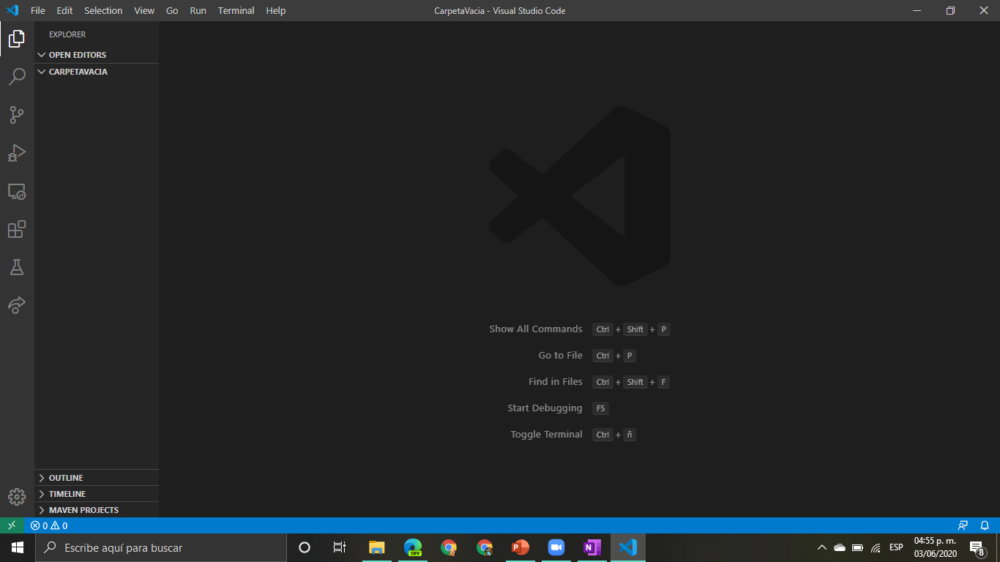 File Edit Selection View Go Run Terminal Help CarpetaVacia - Visual Studio Code
EXPLORER
OPEN EDITORS
CARPETAVACIA
Show All Commands Ctrl + Shift + P
Go to File Ctrl + P
Find in Files Ctrl + Shift + F
Start Debugging F5
Toggle Terminal Ctrl + ñ
OUTLINE
TIMELINE
MAVEN PROJECTS
0 0
Escribe aquí para buscar
DEV
P
N
ESP
04:55 p. m.
03/06/2020
8